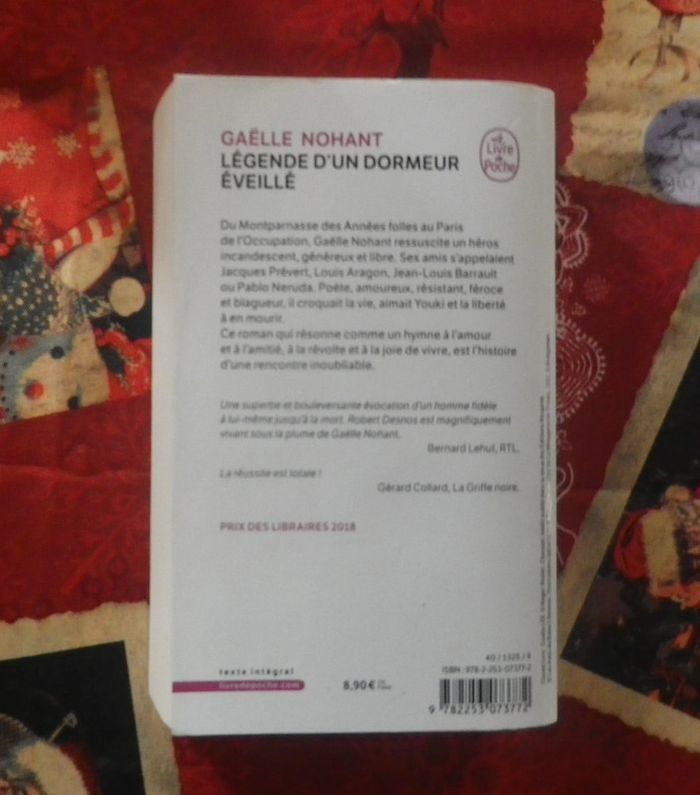 GAËLLE NOHANT
LÉGENDE D'UN DORMEUR
ÉVEILLÉ
Le
Livre
de
Poche
Du Montparnasse des Années folles au Paris
de l'Occupation, Gaëlle Nohant ressuscite un héros
incandescent, généreux et libre. Ses amis s'appelaient
Jacques Prévert, Louis Aragon, Jean-Louis Barrault
ou Pablo Neruda. Poète, amoureux, résistant, féroce
et blagueur, il croquait la vie, aimait Youki et la liberté
à en mourir.
Ce roman qui résonne comme un hymne à l'amour
et à l'amitié, à la révolte et à la joie de vivre, est l'histoire
d'une rencontre inoubliable.
Une superbe et bouleversante évocation d'un homme fidèle
à lui-même jusqu'à la mort. Robert Desnos est magnifiquement
vivant sous la plume de Gaëlle Nohant.
Bernard Lehut, RTL.
La réussite est totale !
Gérard Collard, La Griffe noire.
PRIX DES LIBRAIRES 2018
texte intégral
livredepoche.com
8,90 €
ISBN : 978-2-253-07377-2
9 782253 073772